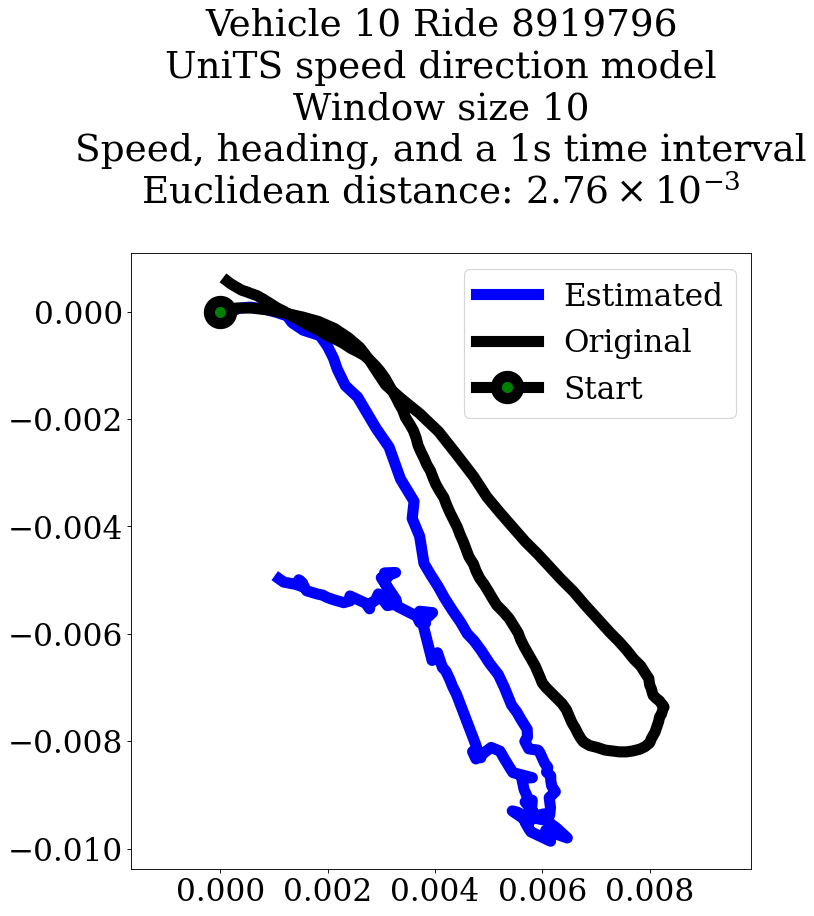 Vehicle 10 Ride 8919796
UniTS speed direction model
Window size 10
Speed, heading, and a 1s time interval
Euclidean distance: 2.76 × 10⁻³
Estimated
Original
Start
0.000
−0.002
−0.004
−0.006
−0.008
−0.010
0.000 0.002 0.004 0.006 0.008